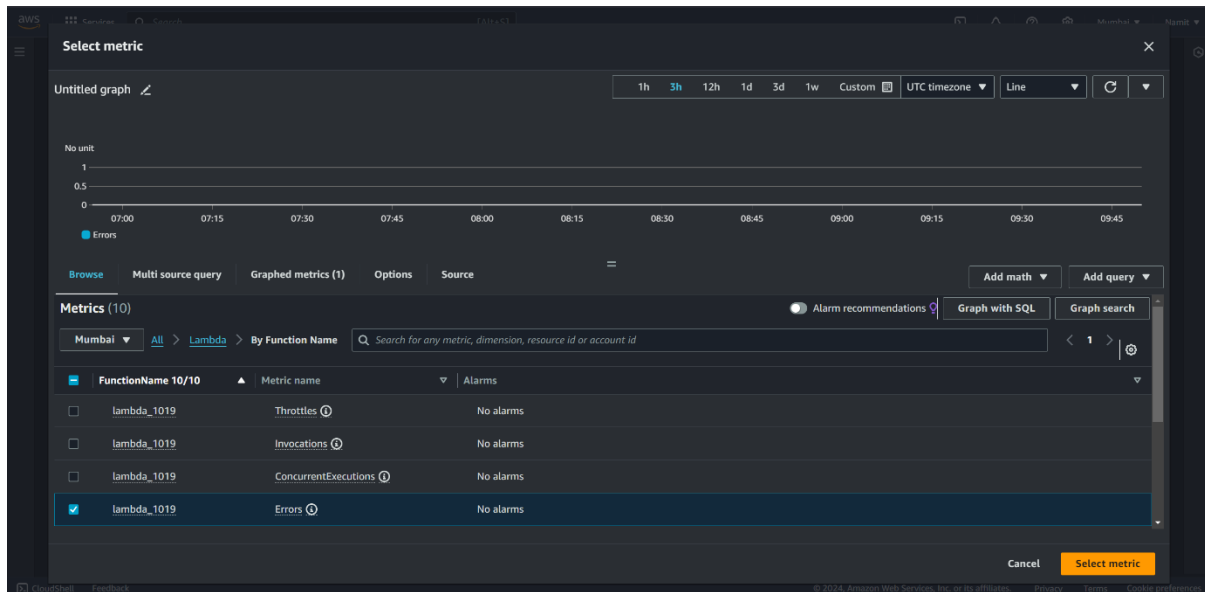 aws Services Search [Alt+S] Mumbai ▼ Namit ▼
Select metric
Untitled graph 1h 3h 12h 1d 3d 1w Custom UTC timezone ▼ Line ▼
No unit
1
0.5
0
07:00 07:15 07:30 07:45 08:00 08:15 08:30 08:45 09:00 09:15 09:30 09:45
Errors
Browse Multi source query Graphed metrics (1) Options Source Add math ▼ Add query ▼
Metrics (10) Alarm recommendations Graph with SQL Graph search
Mumbai ▼ All > Lambda > By Function Name Search for any metric, dimension, resource id or account id < 1 >
FunctionName 10/10 Metric name Alarms
lambda_1019 Throttles No alarms
lambda_1019 Invocations No alarms
lambda_1019 ConcurrentExecutions No alarms
lambda_1019 Errors No alarms
Cancel Select metric
CloudShell Feedback © 2024, Amazon Web Services, Inc. or its affiliates. Privacy Terms Cookie preferences